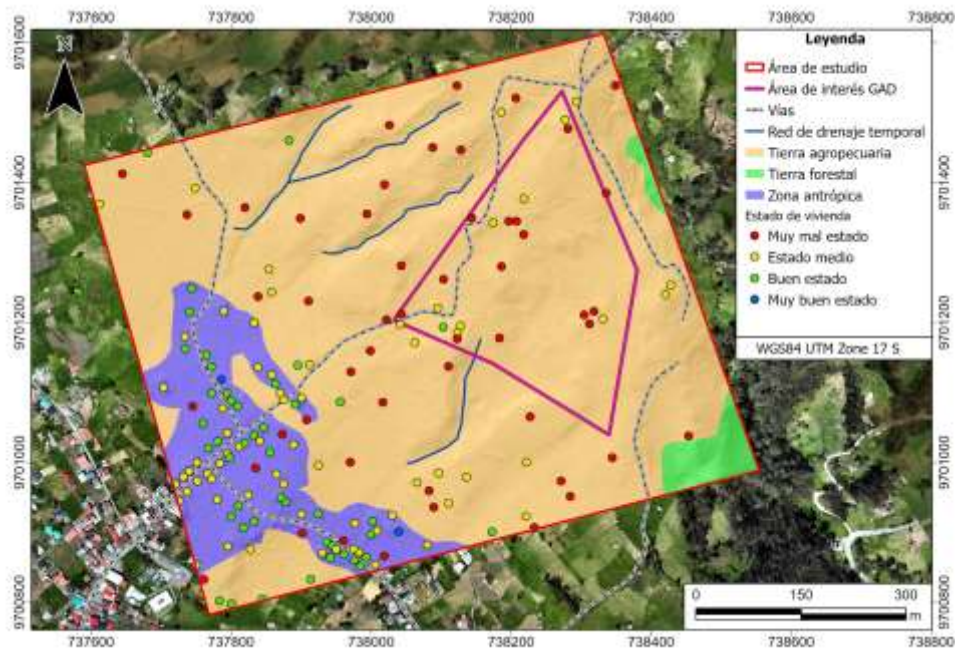 737600 737800 738000 738200 738400 738600 738800
9701600
9701400
9701200
9701000
9700800
N
Leyenda
Área de estudio
Área de interés GAD
Vías
Red de drenaje temporal
Tierra agropecuaria
Tierra forestal
Zona antrópica
Estado de vivienda
Muy mal estado
Estado medio
Buen estado
Muy buen estado
WGS84 UTM Zone 17 S
9701600
9701400
9701200
9701000
9700800
0 150 300
m
737600 737800 738000 738200 738400 738600 738800